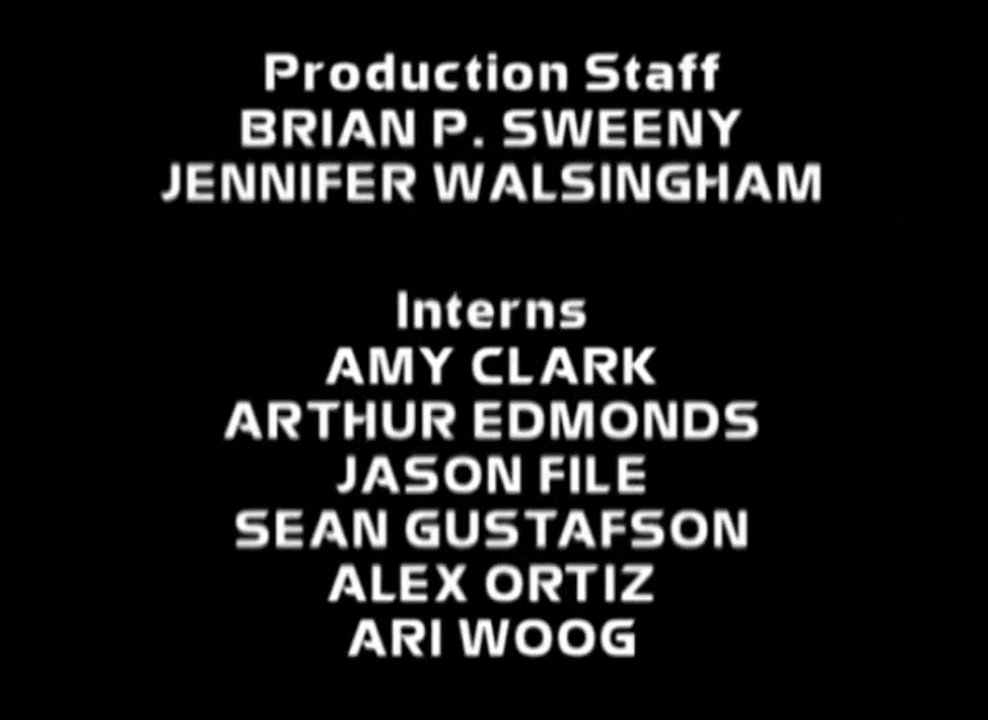 Production Staff
BRIAN P. SWEENY
JENNIFER WALSINGHAM
Interns
AMY CLARK
ARTHUR EDMONDS
JASON FILE
SEAN GUSTAFSON
ALEX ORTIZ
ARI WOOG